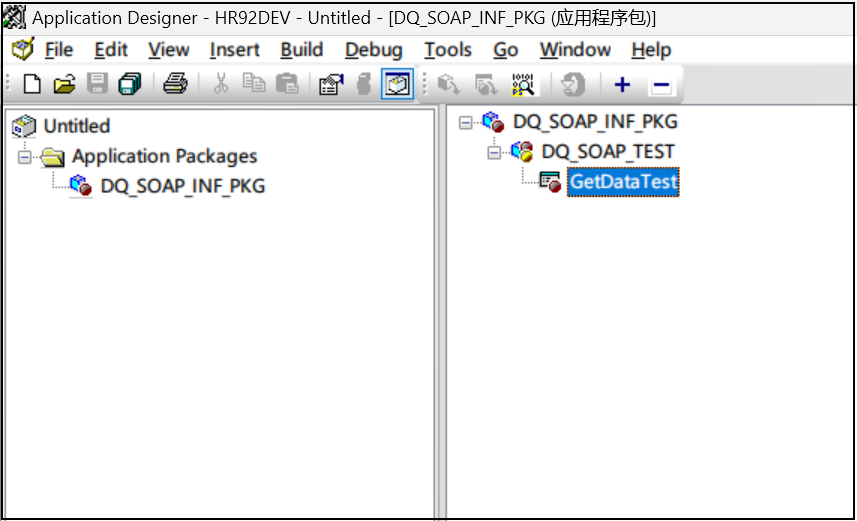 Application Designer - HR92DEV - Untitled - [DQ_SOAP_INF_PKG (应用程序包)]
File Edit View Insert Build Debug Tools Go Window Help
Untitled
Application Packages
DQ_SOAP_INF_PKG
DQ_SOAP_INF_PKG
DQ_SOAP_TEST
GetDataTest